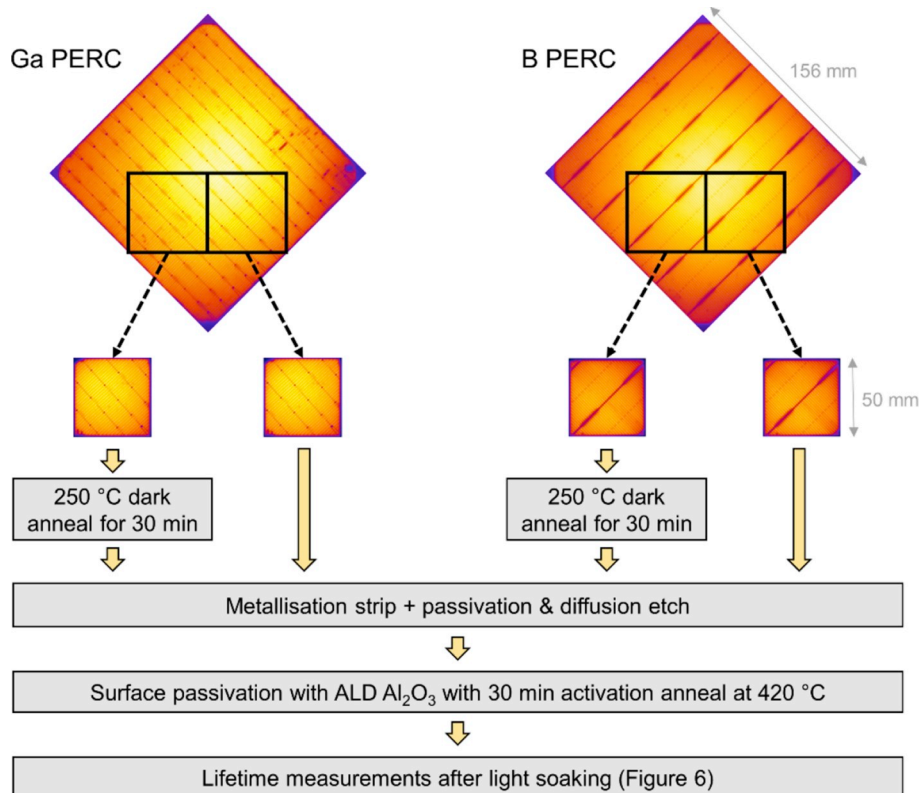 Ga PERC
B PERC
156 mm
50 mm
250 °C dark
anneal for 30 min
250 °C dark
anneal for 30 min
Metallisation strip + passivation & diffusion etch
Surface passivation with ALD Al₂O₃ with 30 min activation anneal at 420 °C
Lifetime measurements after light soaking (Figure 6)